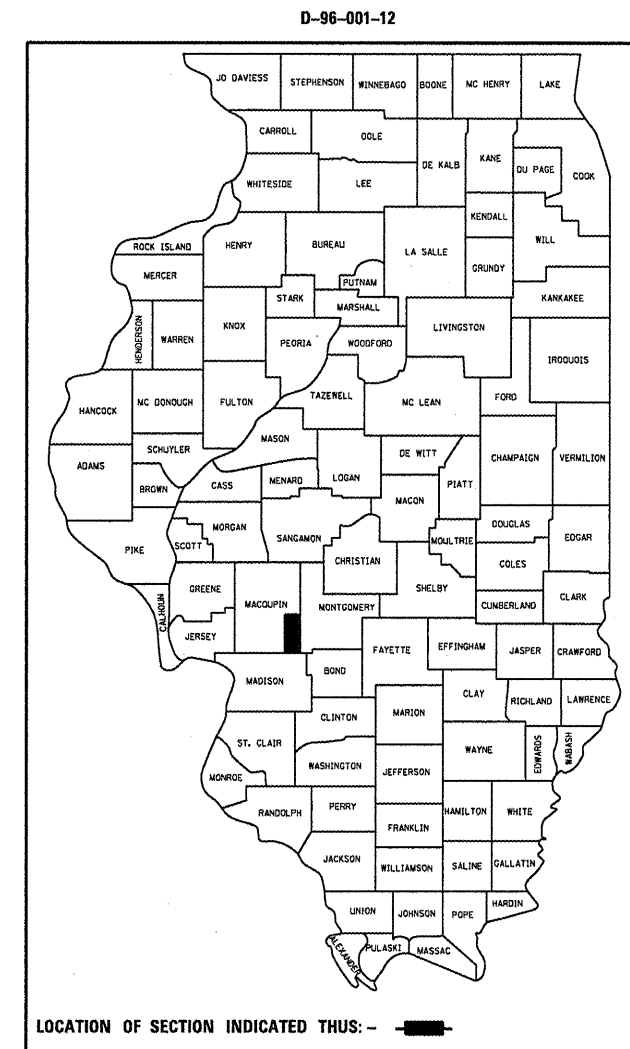 D-96-001-12
JO DAVIESS STEPHENSON WINNEBAGO BOONE MC HENRY LAKE
CARROLL OGLE DE KALB KANE DU PAGE COOK
WHITESIDE LEE
KENDALL
ROCK ISLAND HENRY BUREAU LA SALLE GRUNDY WILL
MERCER PUTNAM
STARK MARSHALL KANKAKEE
HENDERSON WARREN KNOX PEORIA WOODFORD LIVINGSTON IROQUOIS
HANCOCK MC DONOUGH FULTON TAZEWELL MC LEAN FORD
MASON
SCHUYLER DE WITT CHAMPAIGN VERMILION
ADAMS BROWN CASS MENARD LOGAN PIATT
MACON
PIKE SCOTT MORGAN SANGAMON CHRISTIAN MOULTRIE DOUGLAS EDGAR
COLES
CALHOUN GREENE MACOUPIN MONTGOMERY SHELBY CUMBERLAND CLARK
JERSEY FAYETTE EFFINGHAM JASPER CRAWFORD
MADISON BOND
CLAY RICHLAND LAWRENCE
CLINTON MARION
ST. CLAIR WAYNE EDWARDS WABASH
MONROE WASHINGTON JEFFERSON
RANDOLPH PERRY HAMILTON WHITE
FRANKLIN
JACKSON WILLIAMSON SALINE GALLATIN
UNION JOHNSON POPE HARDIN
ALEXANDER PULASKI MASSAC
LOCATION OF SECTION INDICATED THUS: -